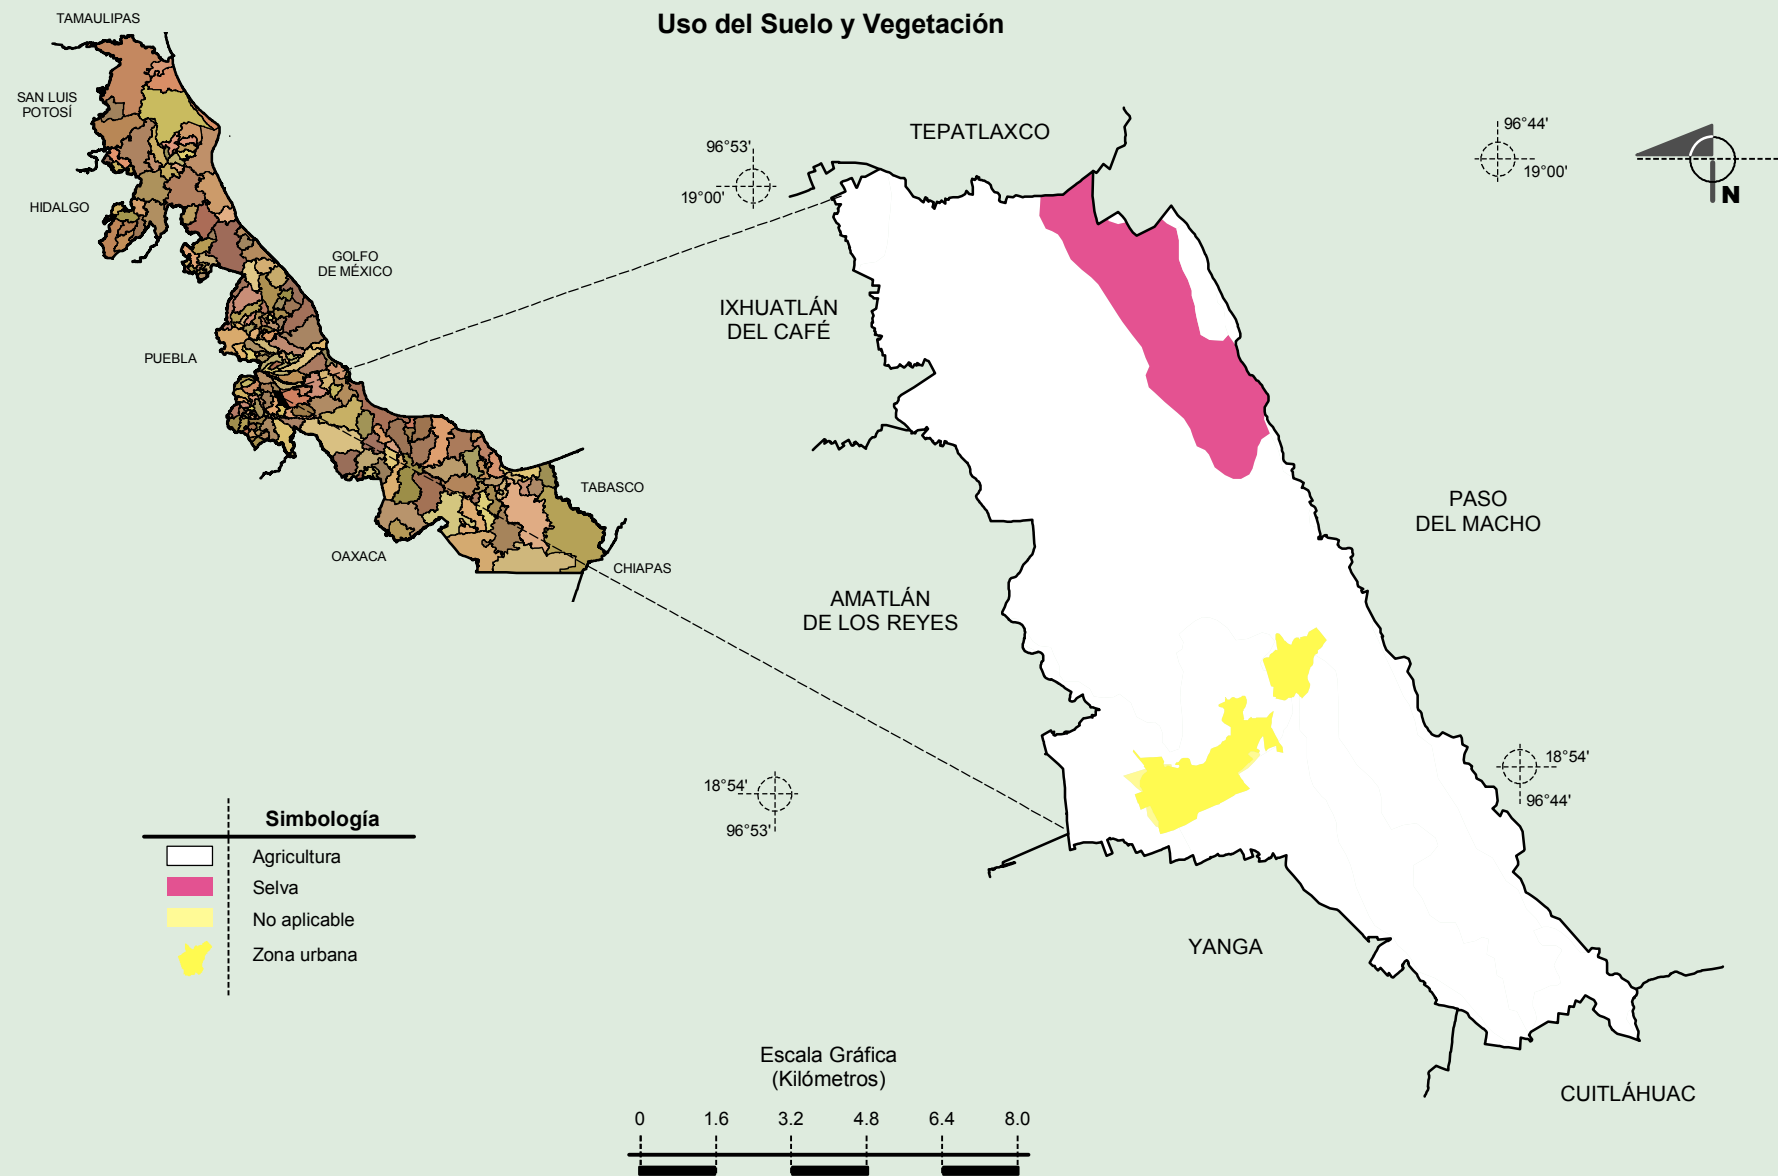 Uso del Suelo y Vegetación
TAMAULIPAS
SAN LUIS
POTOSÍ
HIDALGO
GOLFO
DE MÉXICO
PUEBLA
TABASCO
OAXACA
CHIAPAS
TEPATLAXCO
96°53'
19°00'
96°44'
19°00'
N
IXHUATLÁN
DEL CAFÉ
PASO
DEL MACHO
AMATLÁN
DE LOS REYES
18°54'
96°53'
18°54'
96°44'
YANGA
CUITLÁHUAC
Simbología
Agricultura
Selva
No aplicable
Zona urbana
Escala Gráfica
(Kilómetros)
0 1.6 3.2 4.8 6.4 8.0